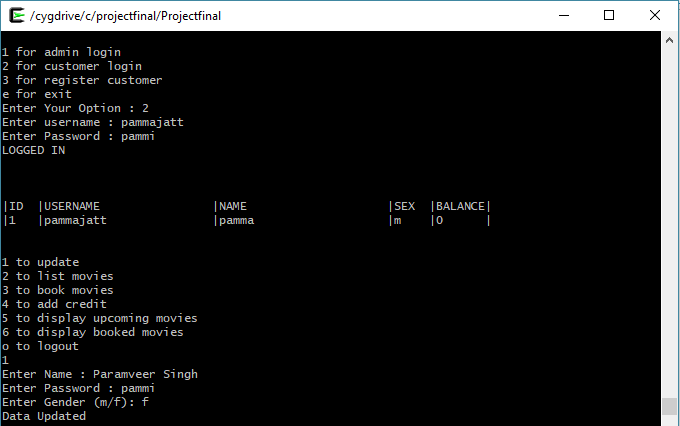 /cygdrive/c/projectfinal/Projectfinal
1 for admin login
2 for customer login
3 for register customer
e for exit
Enter Your Option : 2
Enter username : pammajatt
Enter Password : pammi
LOGGED IN
|ID |USERNAME |NAME |SEX |BALANCE|
|1 |pammajatt |pamma |m |0 |
1 to update
2 to list movies
3 to book movies
4 to add credit
5 to display upcoming movies
6 to display booked movies
o to logout
1
Enter Name : Paramveer Singh
Enter Password : pammi
Enter Gender (m/f): f
Data Updated